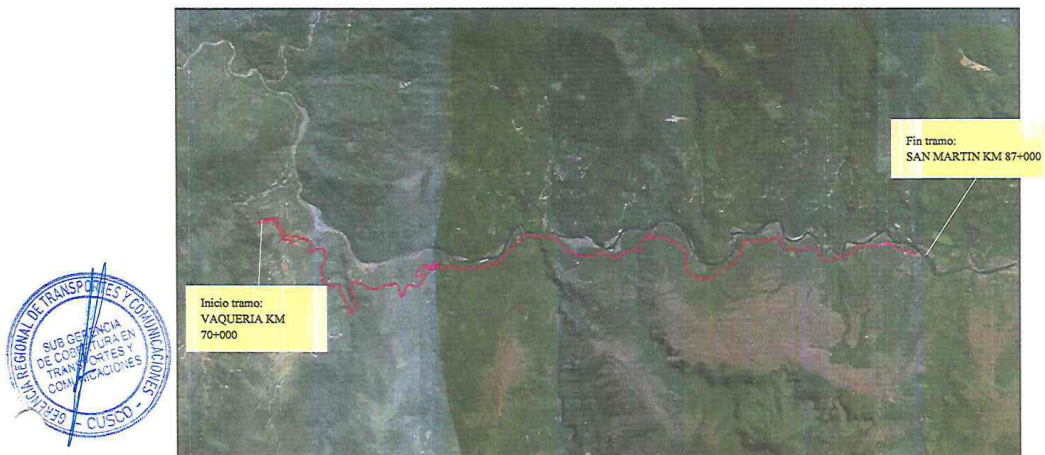 Fin tramo:
SAN MARTIN KM 87+000
Inicio tramo:
VAQUERIA KM
70+000
GERENCIA REGIONAL DE TRANSPORTES Y COMUNICACIONES
SUB GERENCIA
DE COBERTURA EN
TRANSPORTES Y
COMUNICACIONES
- CUSCO -